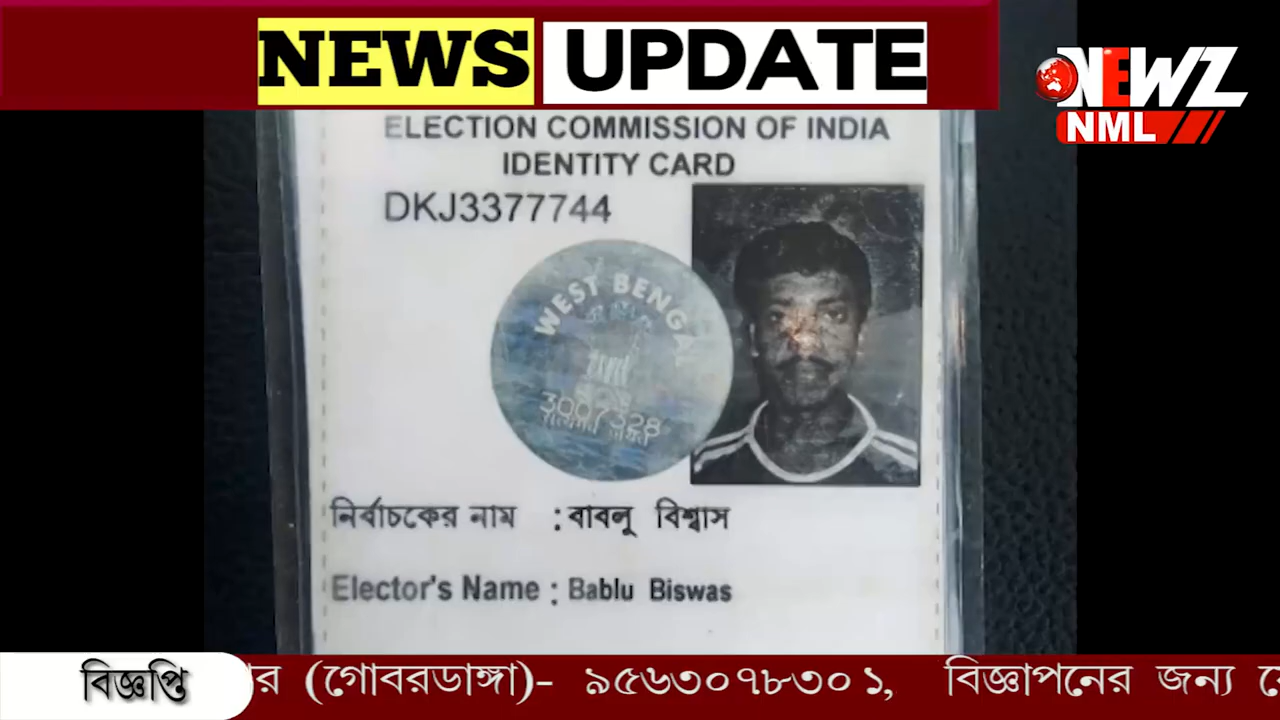 NEWS UPDATE
NEWZ
NML
ELECTION COMMISSION OF INDIA
IDENTITY CARD
DKJ3377744
WEST BENGAL
3007328
নির্বাচকের নাম : বাবলু বিশ্বাস
Elector's Name : Bablu Biswas
বিজ্ঞপ্তি
র (গোবরডাঙ্গা)- ৯৫৬৩০৭৮৩০১, বিজ্ঞাপনের জন্য